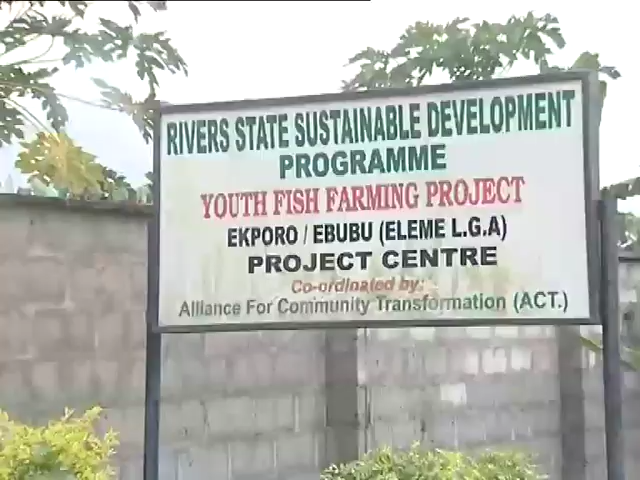 RIVERS STATE SUSTAINABLE DEVELOPMENT
PROGRAMME
YOUTH FISH FARMING PROJECT
EKPORO / EBUBU (ELEME L.G.A)
PROJECT CENTRE
Co-ordinated by:
Alliance For Community Transformation (ACT.)